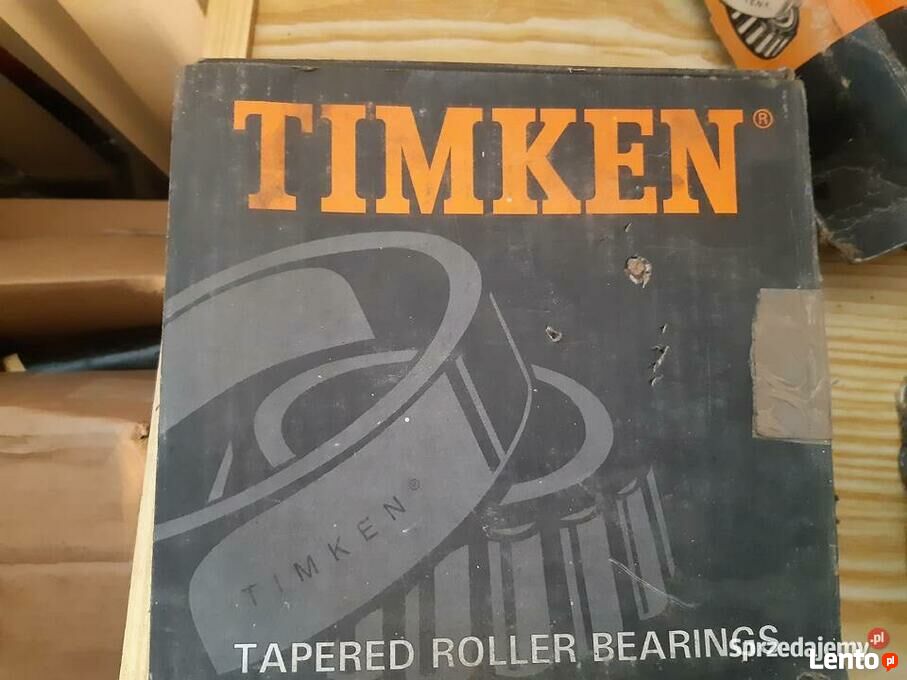 TIMKEN®
TIMKEN®
TAPERED ROLLER BEARINGS
Sprzedajemy.pl
Lento.pl